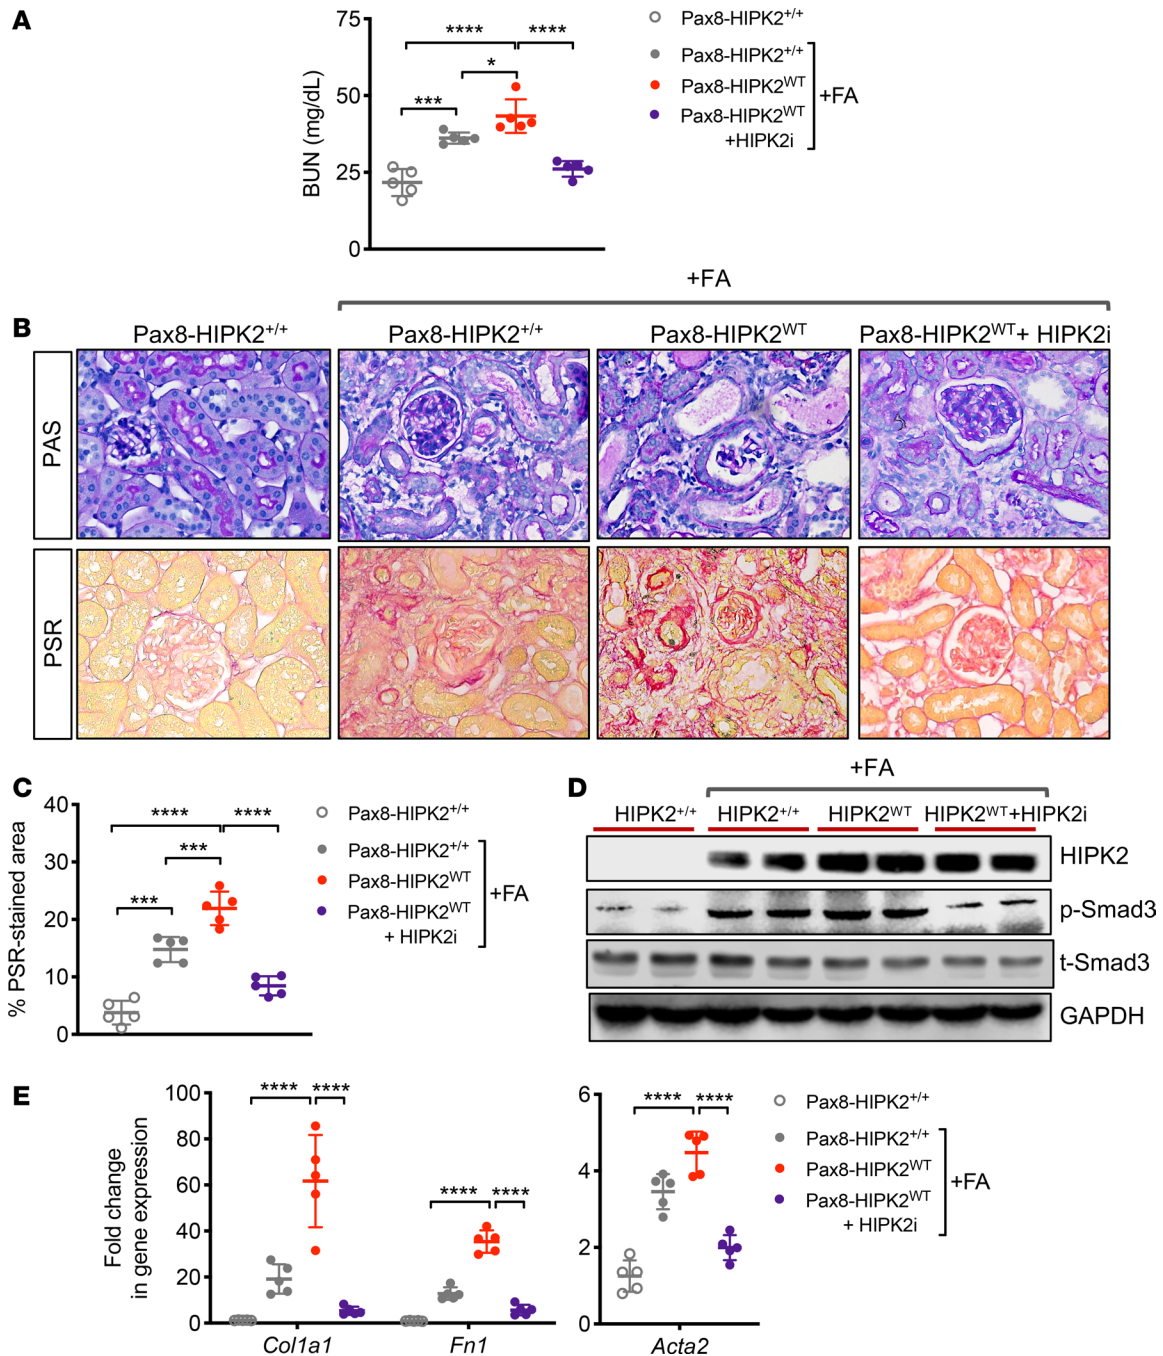 A
75
50
25
0
BUN (mg/dL)
****
****
*
***
Pax8-HIPK2+/+
Pax8-HIPK2+/+
Pax8-HIPK2WT
Pax8-HIPK2WT
+HIPK2i
+FA
+FA
B
Pax8-HIPK2+/+
Pax8-HIPK2+/+
Pax8-HIPK2WT
Pax8-HIPK2WT+ HIPK2i
PAS
PSR
C
40
30
20
10
0
% PSR-stained area
****
****
***
***
Pax8-HIPK2+/+
Pax8-HIPK2+/+
Pax8-HIPK2WT
Pax8-HIPK2WT
+ HIPK2i
+FA
D
+FA
HIPK2+/+
HIPK2+/+
HIPK2WT
HIPK2WT+HIPK2i
HIPK2
p-Smad3
t-Smad3
GAPDH
E
100
80
60
40
20
0
Fold change
in gene expression
****
****
****
****
Col1a1
Fn1
6
4
2
0
****
****
Acta2
Pax8-HIPK2+/+
Pax8-HIPK2+/+
Pax8-HIPK2WT
Pax8-HIPK2WT
+ HIPK2i
+FA